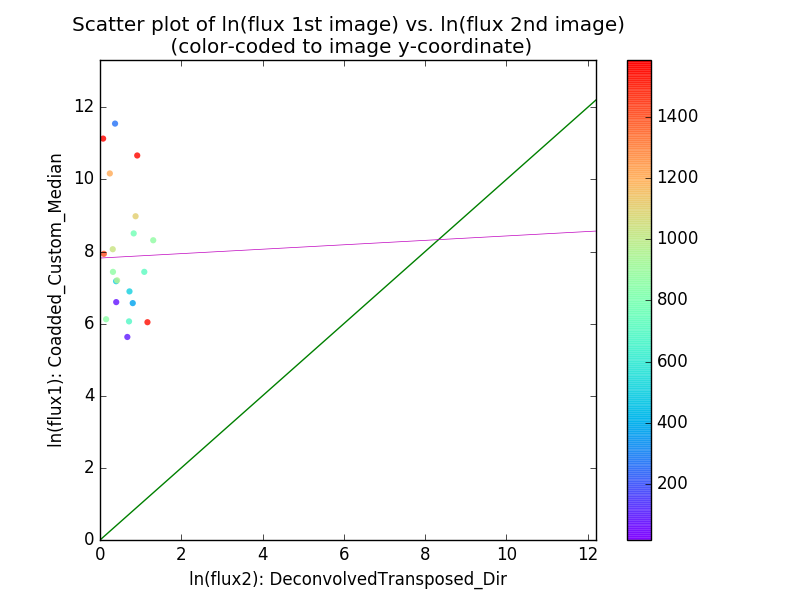 Scatter plot of ln(flux 1st image) vs. ln(flux 2nd image)
(color-coded to image y-coordinate)
ln(flux1): Coadded_Custom_Median
12
10
8
6
4
2
0
0 2 4 6 8 10 12
ln(flux2): DeconvolvedTransposed_Dir
1400
1200
1000
800
600
400
200